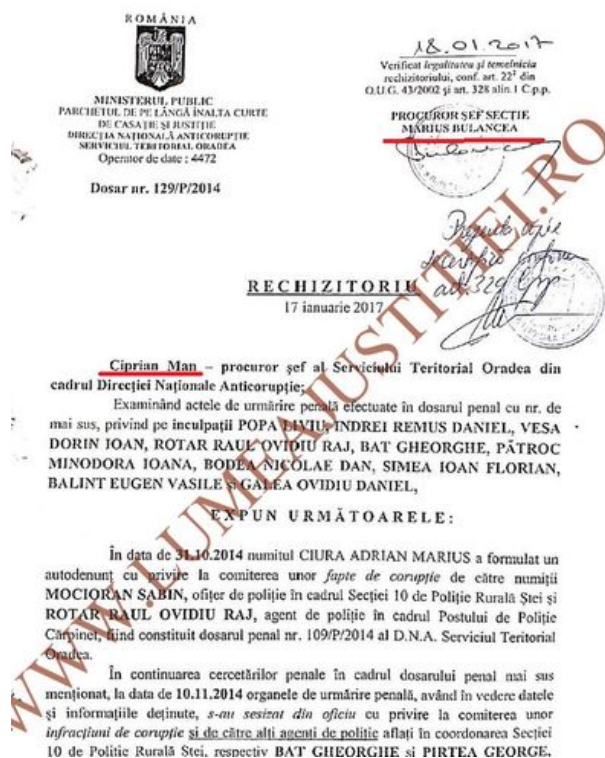 ROMÂNIA
MINISTERUL PUBLIC
PARCHETUL DE PE LÂNGĂ ÎNALTA CURTE
DE CASAȚIE ȘI JUSTIȚIE
DIRECȚIA NAȚIONALĂ ANTICORUPȚIE
SERVICIUL TERITORIAL ORADEA
Operator de date : 4472
Dosar nr. 129/P/2014
18.01.2017
Verificat legalitatea și temeinicia
rechizitoriului, conf. art. 22² din
O.U.G. 43/2002 și art. 328 alin.1 C.p.p.
PROCUROR ȘEF SECȚIE
MARIUS BULANCEA
RECHIZITORIU
17 ianuarie 2017
Ciprian Man – procuror șef al Serviciului Teritorial Oradea din
cadrul Direcției Naționale Anticorupție;
Examinând actele de urmărire penală efectuate în dosarul penal cu nr. de
mai sus, privind pe inculpații POPA LIVIU, INDREI REMUS DANIEL, VESA
DORIN IOAN, ROTAR RAUL OVIDIU RAJ, BAT GHEORGHE, PĂTROC
MINODORA IOANA, BODEA NICOLAE DAN, SIMEA IOAN FLORIAN,
BALINT EUGEN VASILE și GALEA OVIDIU DANIEL,
EXPUN URMĂTOARELE:
În data de 31.10.2014 numitul CIURA ADRIAN MARIUS a formulat un
autodenunț cu privire la comiterea unor fapte de corupție de către numiții
MOCIORAN SABIN, ofițer de poliție în cadrul Secției 10 de Poliție Rurală Ștei și
ROTAR RAUL OVIDIU RAJ, agent de poliție în cadrul Postului de Poliție
Cărpinet, fiind constituit dosarul penal nr. 109/P/2014 al D.N.A. Serviciul Teritorial
Oradea.
În continuarea cercetărilor penale în cadrul dosarului penal mai sus
menționat, la data de 10.11.2014 organele de urmărire penală, având în vedere datele
și informațiile deținute, s-au sesizat din oficiu cu privire la comiterea unor
infracțiuni de corupție și de către alți agenți de poliție aflați în coordonarea Secției
10 de Poliție Rurală Ștei, respectiv BAT GHEORGHE și PIRTEA GEORGE,
WWW.LUMEAJUSTITIEI.RO